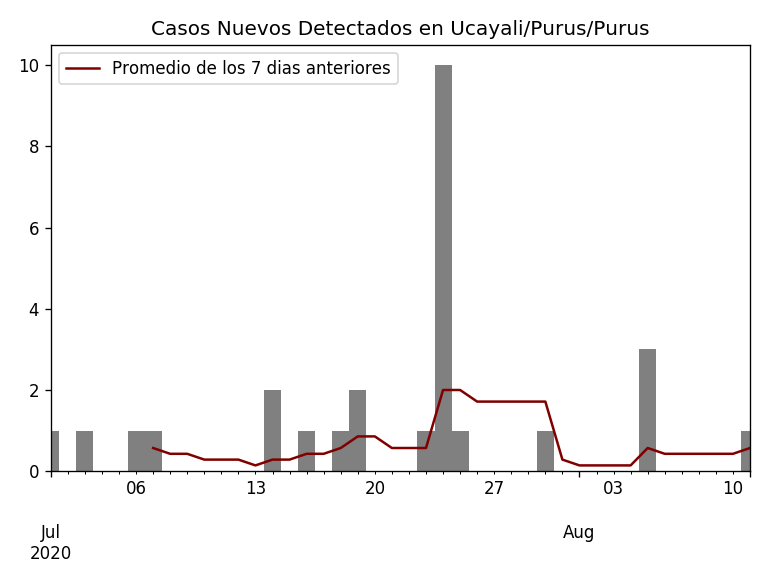 Casos Nuevos Detectados en Ucayali/Purus/Purus
Promedio de los 7 dias anteriores
10
8
6
4
2
0
06 13 20 27 03 10
Jul Aug
2020